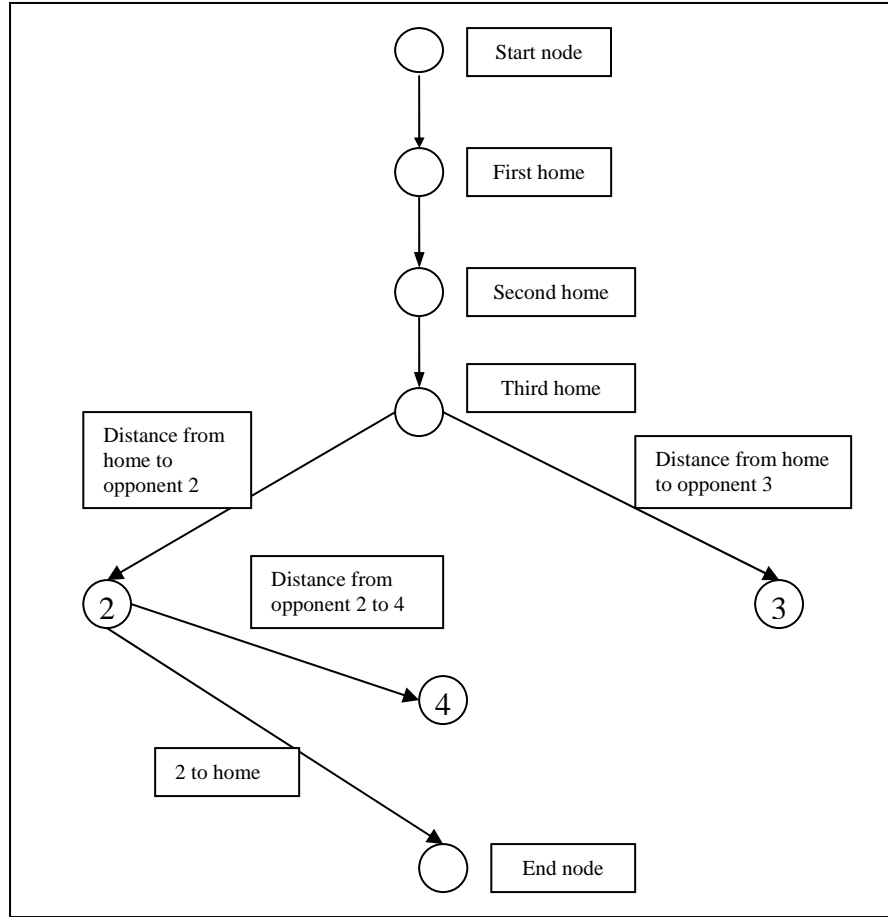 Start node
First home
Second home
Third home
Distance from
home to
opponent 2
Distance from home
to opponent 3
Distance from
opponent 2 to 4
2
3
4
2 to home
End node